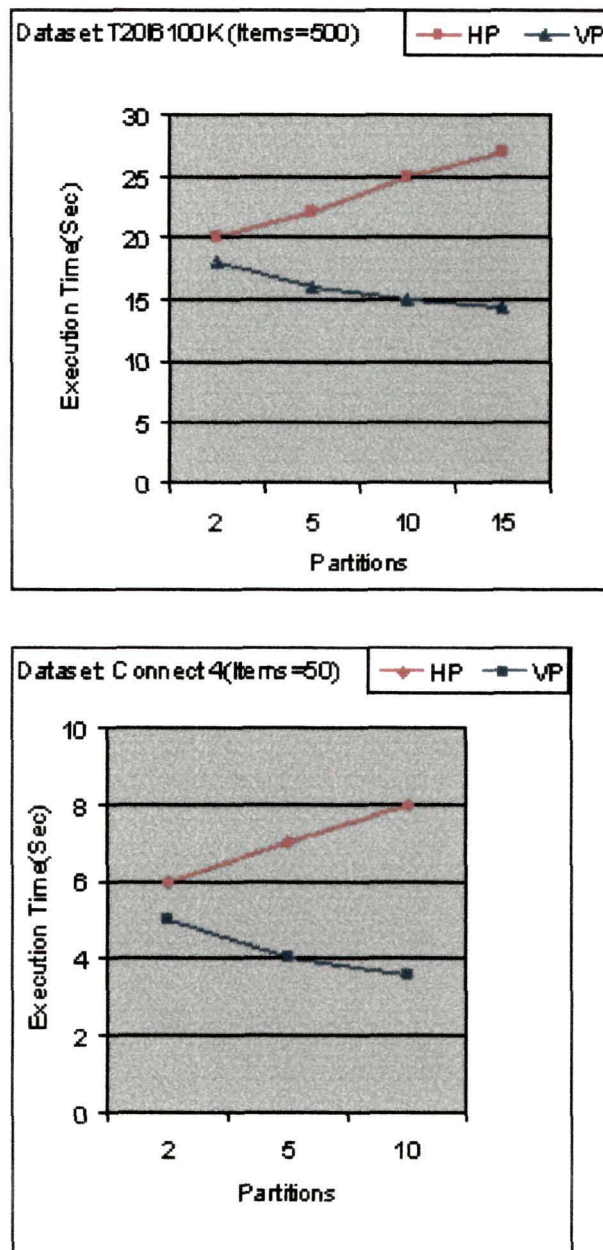 Dataset T20I6100K (Items=500)
HP
VP
30
25
20
15
10
5
0
Execution Time(Sec)
2 5 10 15
Partitions
Dataset Connect 4(Items=50)
HP
VP
10
8
6
4
2
0
Execution Time(Sec)
2 5 10
Partitions